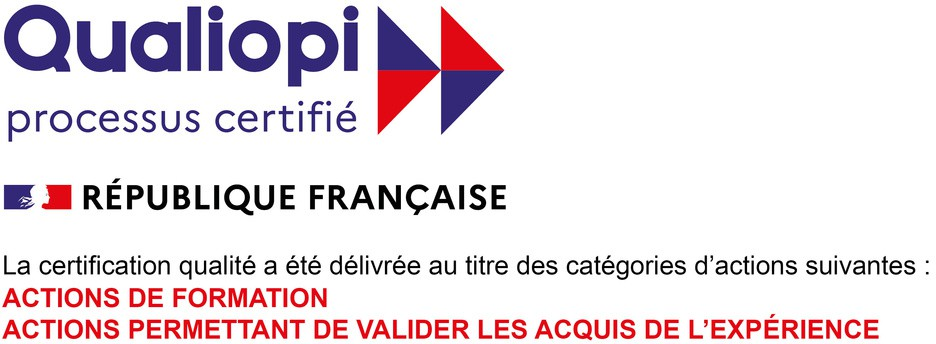 Qualiopi
processus certifié
RÉPUBLIQUE FRANÇAISE
La certification qualité a été délivrée au titre des catégories d’actions suivantes :
ACTIONS DE FORMATION
ACTIONS PERMETTANT DE VALIDER LES ACQUIS DE L’EXPÉRIENCE